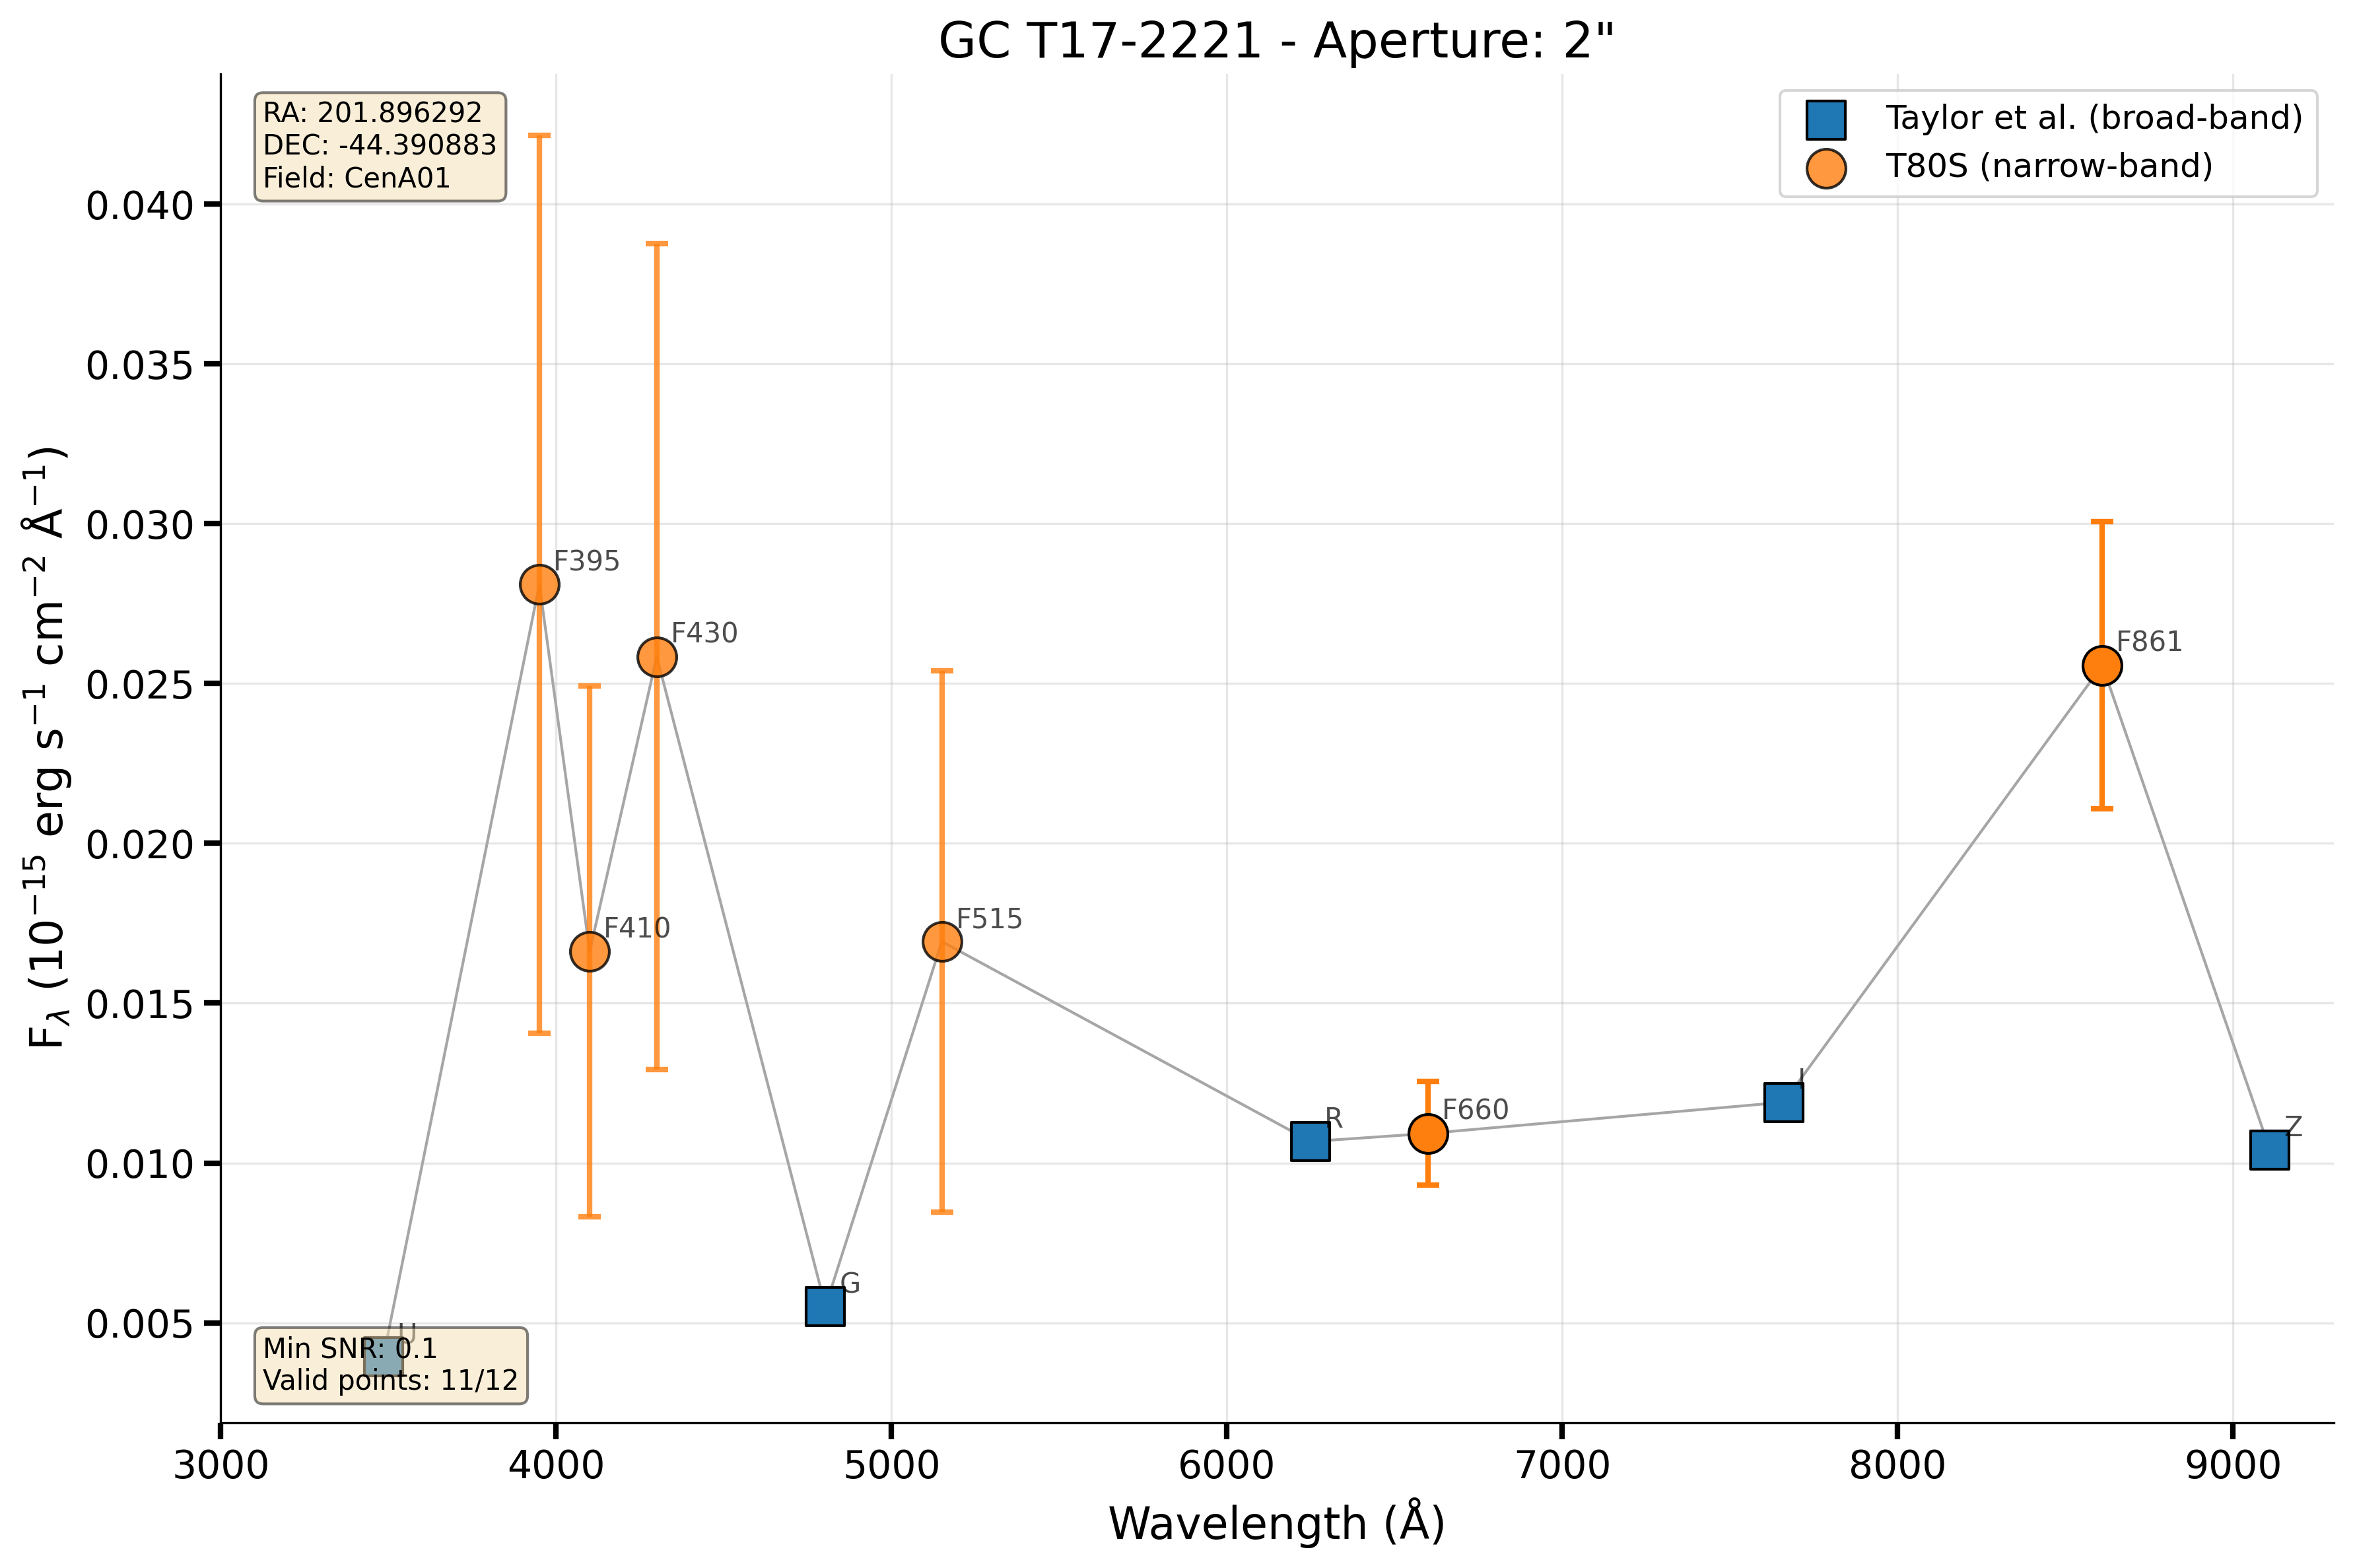 GC T17-2221 - Aperture: 2"
RA: 201.896292
DEC: -44.390883
Field: CenA01
Taylor et al. (broad-band)
T80S (narrow-band)
0.040
0.035
0.030
0.025
0.020
0.015
0.010
0.005
F_λ (10⁻¹⁵ erg s⁻¹ cm⁻² Å⁻¹)
F395
F430
F861
F410
F515
R
F660
I
Z
G
U
Min SNR: 0.1
Valid points: 11/12
3000 4000 5000 6000 7000 8000 9000
Wavelength (Å)